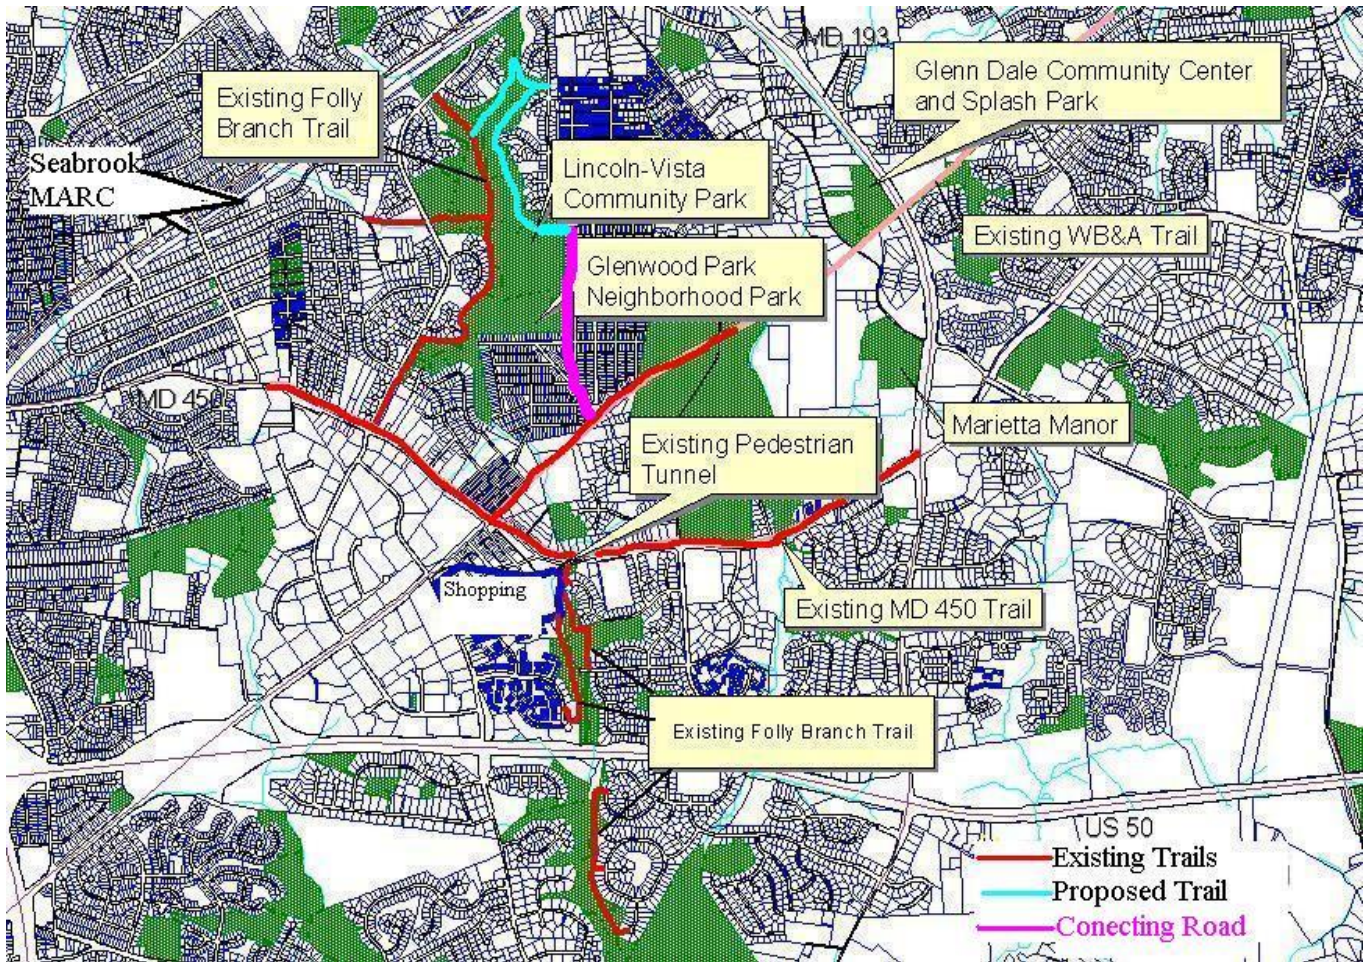 MD 193
Glenn Dale Community Center
and Splash Park
Existing Folly
Branch Trail
Seabrook
MARC
Lincoln-Vista
Community Park
Existing WB&A Trail
Glenwood Park
Neighborhood Park
MD 450
Marietta Manor
Existing Pedestrian
Tunnel
Shopping
Existing MD 450 Trail
Existing Folly Branch Trail
US 50
Existing Trails
Proposed Trail
Conecting Road